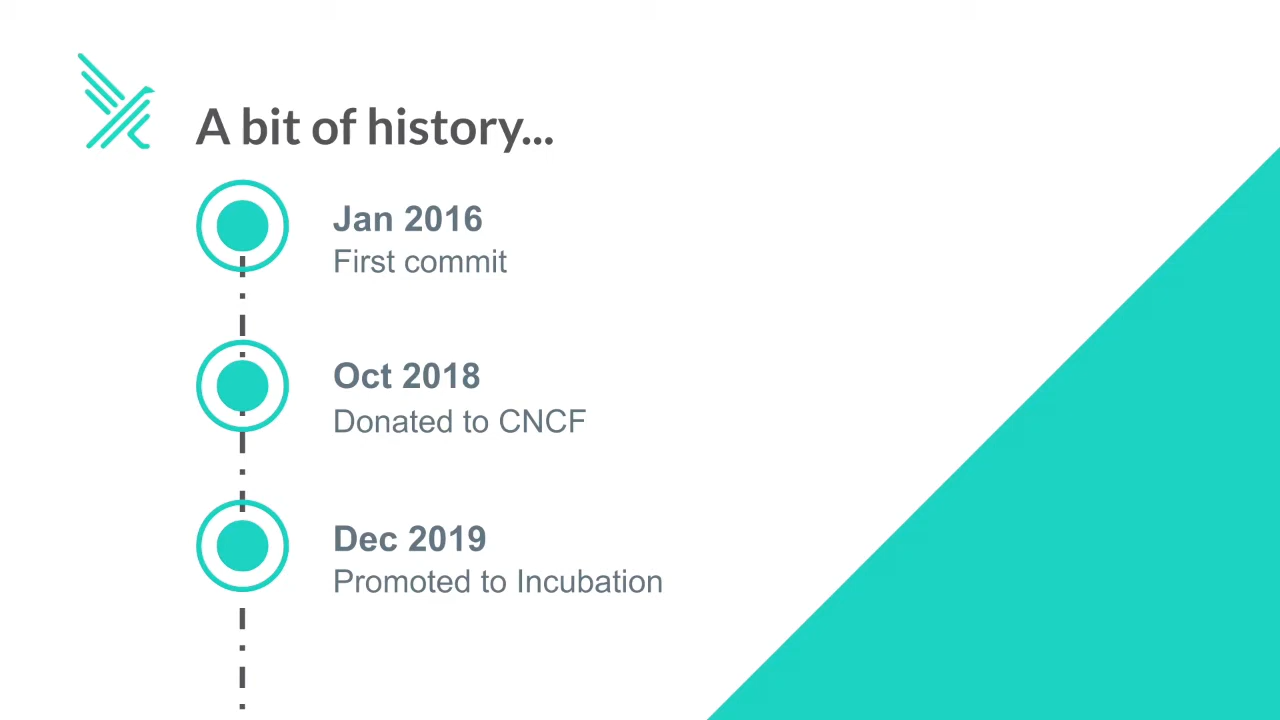 A bit of history...
Jan 2016
First commit
Oct 2018
Donated to CNCF
Dec 2019
Promoted to Incubation